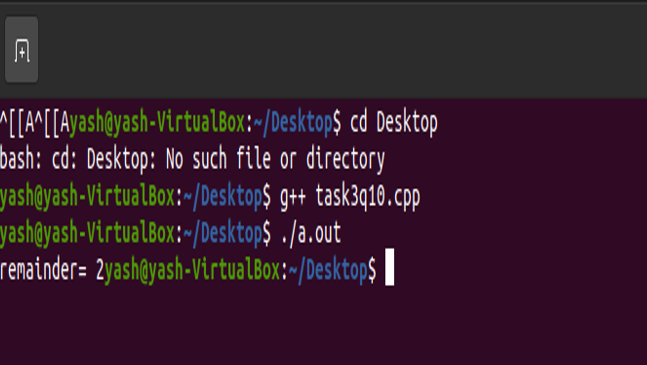 ^[[A^[[Ayash@yash-VirtualBox:~/Desktop$ cd Desktop
bash: cd: Desktop: No such file or directory
yash@yash-VirtualBox:~/Desktop$ g++ task3q10.cpp
yash@yash-VirtualBox:~/Desktop$ ./a.out
remainder= 2yash@yash-VirtualBox:~/Desktop$